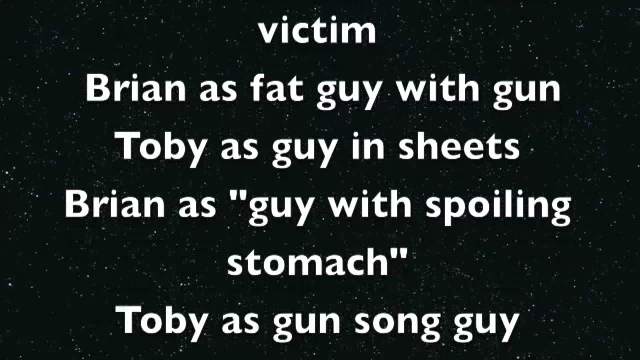 victim
Brian as fat guy with gun
Toby as guy in sheets
Brian as "guy with spoiling
stomach"
Toby as gun song guy